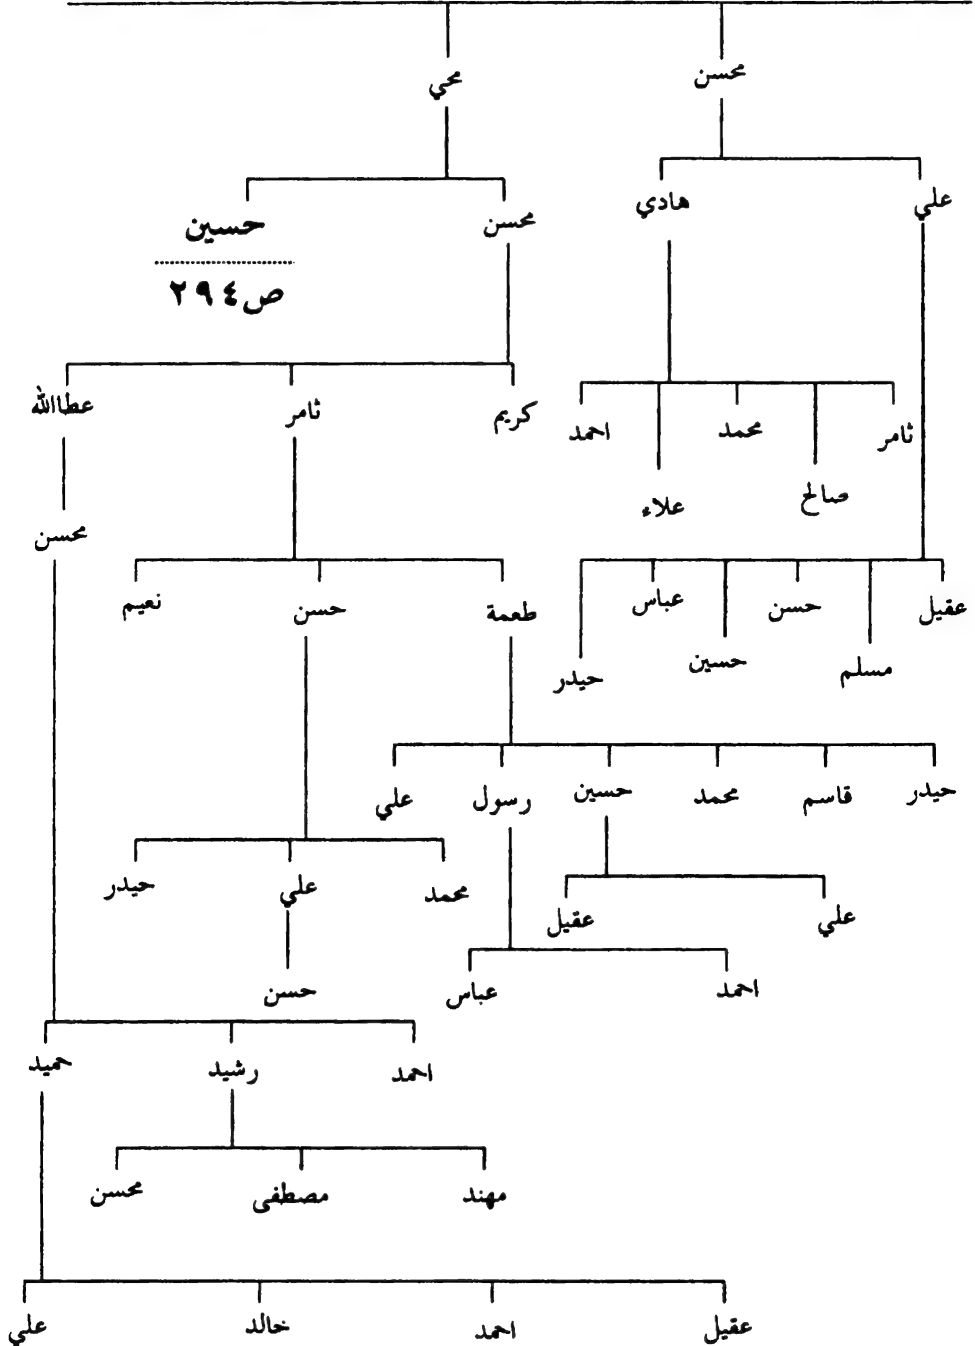 محسن محي
علي هادي
محسن حسين
ص٢٩٤
ثامر محمد احمد
صالح علاء
كريم ثامر عطاالله
محسن
عقيل حسن عباس
مسلم حسين حيدر
طعمة حسن نعيم
حيدر قاسم محمد حسين رسول علي
محمد علي حيدر
علي عقيل
احمد عباس
حسن
احمد رشيد حميد
مهند مصطفى محسن
عقيل احمد خالد علي